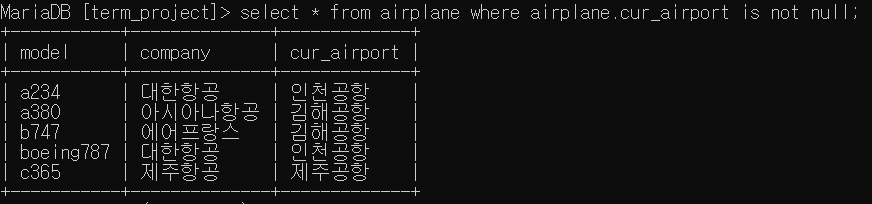 MariaDB [term_project]> select * from airplane where airplane.cur_airport is not null;
+------------+--------------+-------------+
| model      | company      | cur_airport |
+------------+--------------+-------------+
| a234       | 대한항공     | 인천공항    |
| a380       | 아시아나항공 | 김해공항    |
| b747       | 에어프랑스   | 김해공항    |
| boeing787  | 대한항공     | 인천공항    |
| c365       | 제주항공     | 제주공항    |
+------------+--------------+-------------+